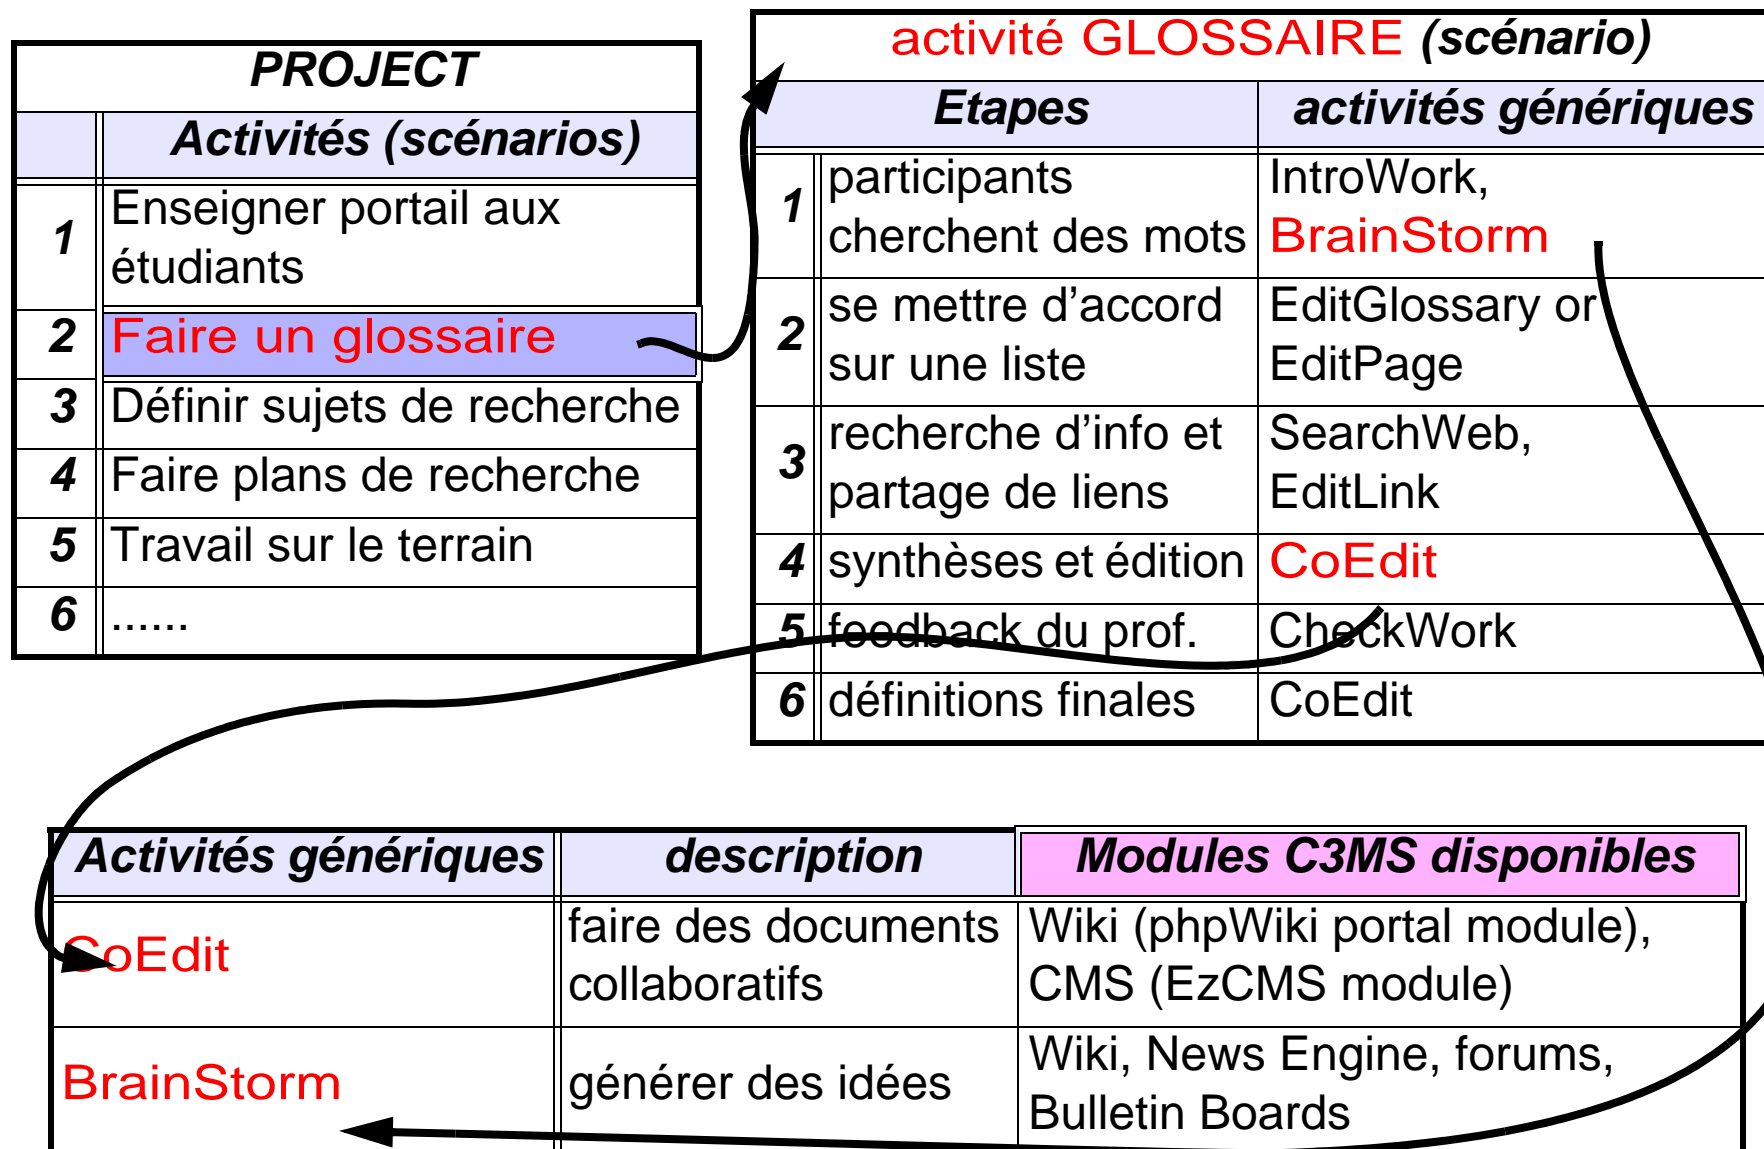 PROJECT
Activités (scénarios)
1 Enseigner portail aux
étudiants
2 Faire un glossaire
3 Définir sujets de recherche
4 Faire plans de recherche
5 Travail sur le terrain
6 ......
activité GLOSSAIRE (scénario)
Etapes activités génériques
1 participants IntroWork,
cherchent des mots BrainStorm
2 se mettre d'accord EditGlossary or
sur une liste EditPage
3 recherche d'info et SearchWeb,
partage de liens EditLink
4 synthèses et édition CoEdit
5 feedback du prof. CheckWork
6 définitions finales CoEdit
Activités génériques description Modules C3MS disponibles
CoEdit faire des documents Wiki (phpWiki portal module),
collaboratifs CMS (EzCMS module)
BrainStorm générer des idées Wiki, News Engine, forums,
Bulletin Boards